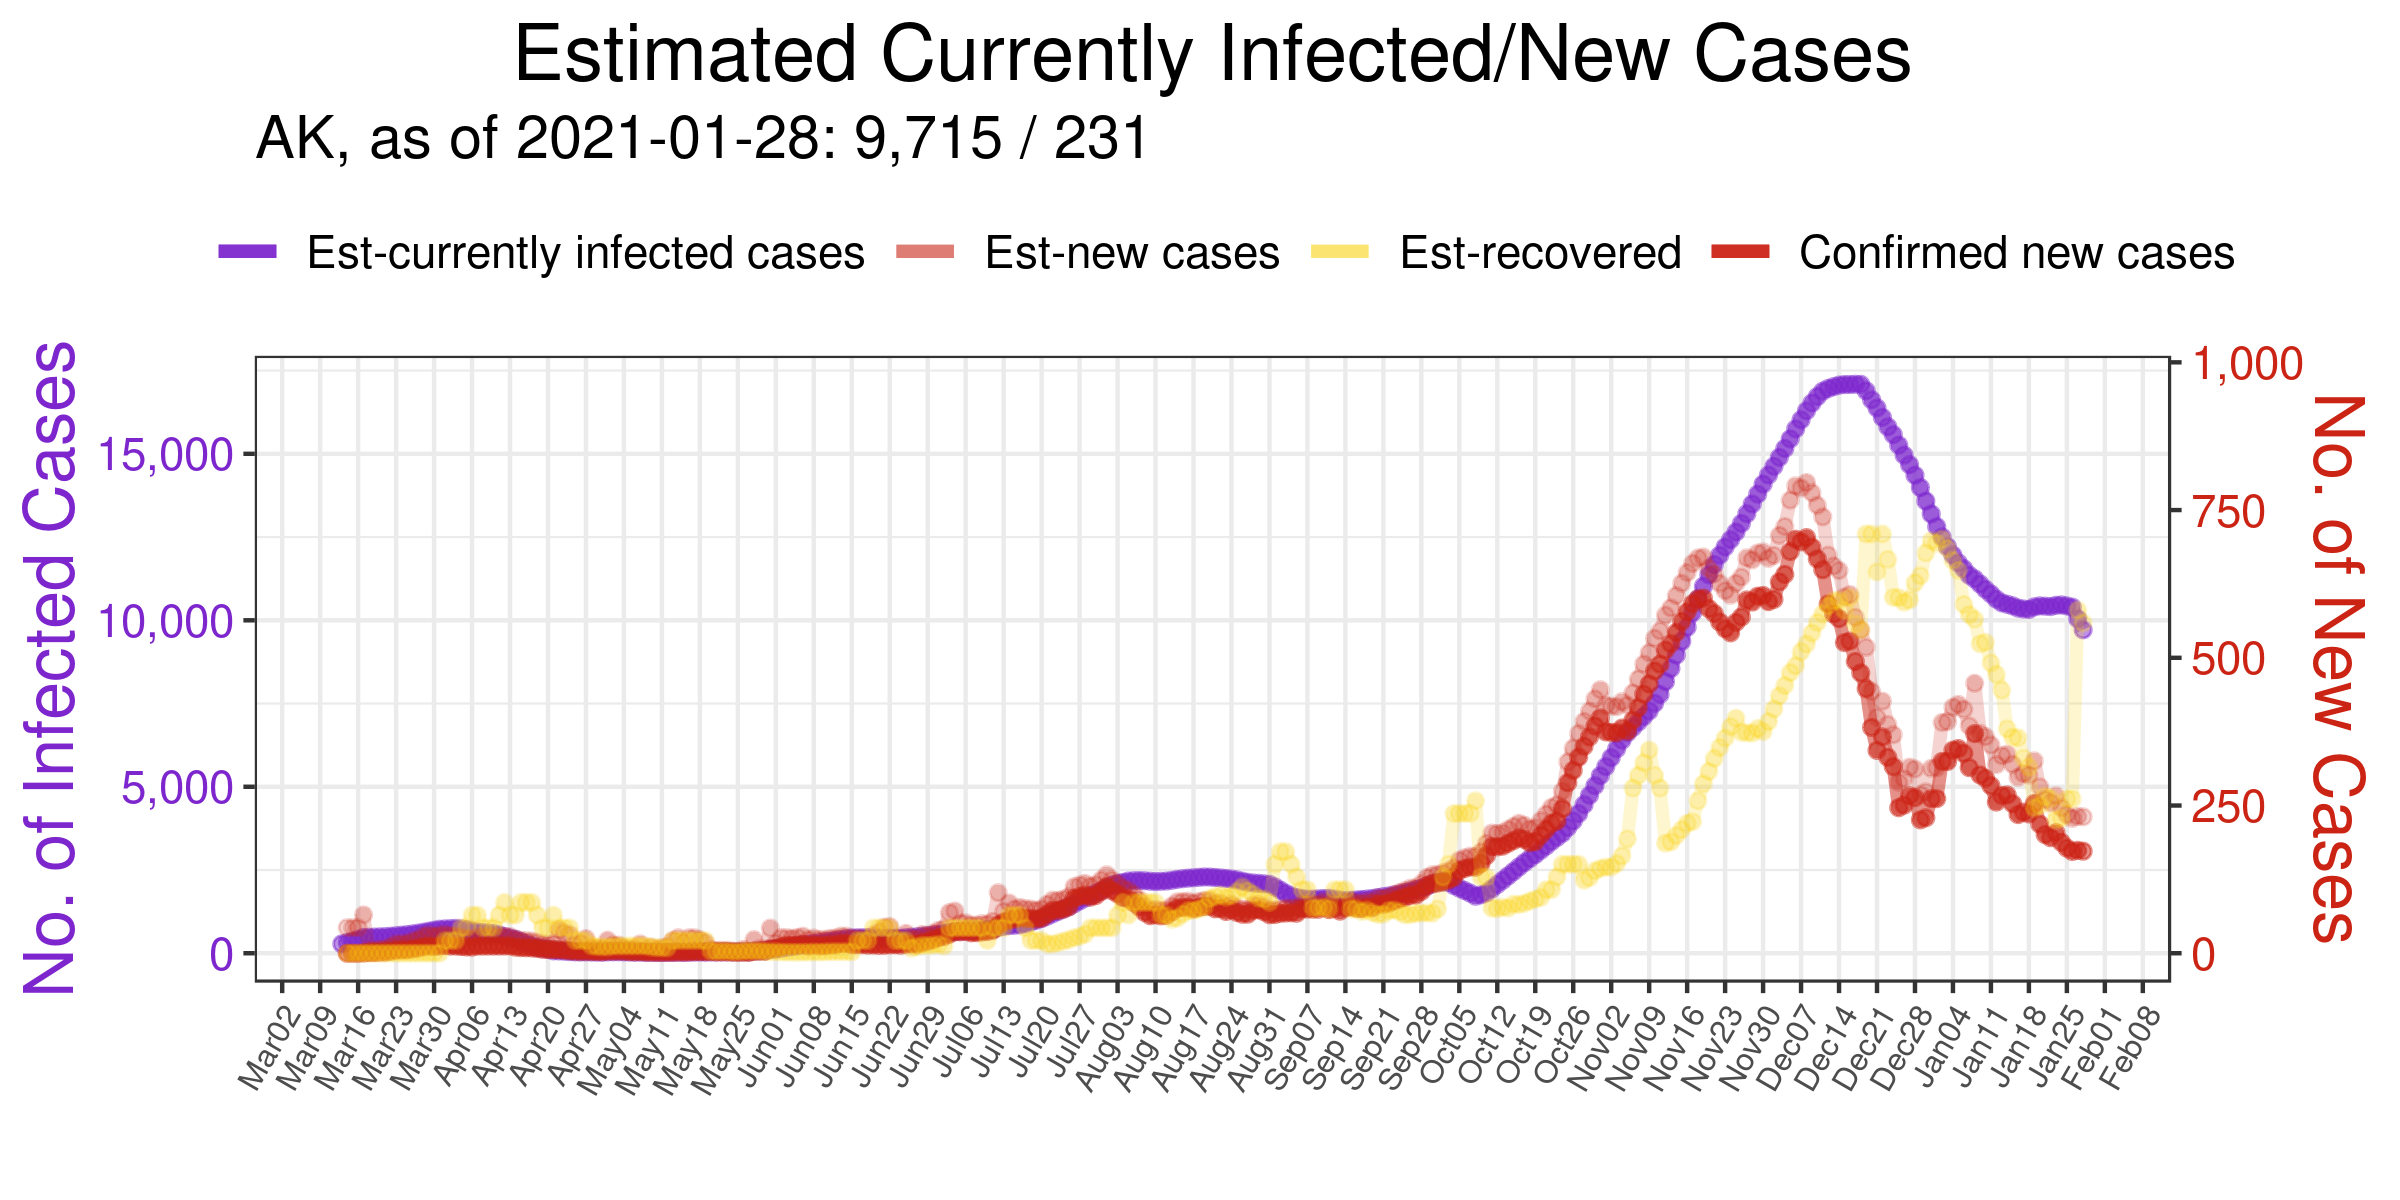 Estimated Currently Infected/New Cases
AK, as of 2021-01-28: 9,715 / 231
Est-currently infected cases Est-new cases Est-recovered Confirmed new cases
No. of Infected Cases
15,000
10,000
5,000
0
1,000
750
500
250
0
No. of New Cases
Mar02 Mar09 Mar16 Mar23 Mar30 Apr06 Apr13 Apr20 Apr27 May04 May11 May18 May25 Jun01 Jun08 Jun15 Jun22 Jun29 Jul06 Jul13 Jul20 Jul27 Aug03 Aug10 Aug17 Aug24 Aug31 Sep07 Sep14 Sep21 Sep28 Oct05 Oct12 Oct19 Oct26 Nov02 Nov09 Nov16 Nov23 Nov30 Dec07 Dec14 Dec21 Dec28 Dec04 Jan11 Jan18 Jan25 Feb01 Feb08